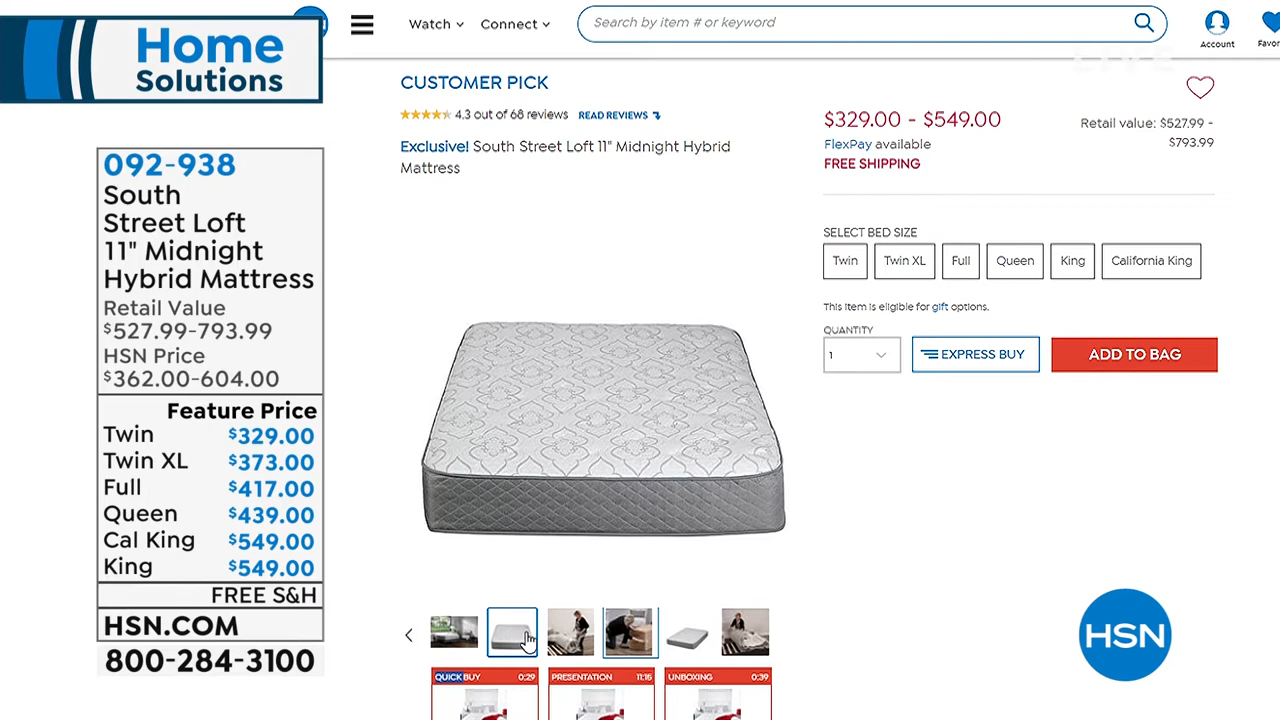 Home
Solutions
092-938
South
Street Loft
11" Midnight
Hybrid Mattress
Retail Value
$527.99-793.99
HSN Price
$362.00-604.00
Feature Price
Twin $329.00
Twin XL $373.00
Full $417.00
Queen $439.00
Cal King $549.00
King $549.00
FREE S&H
HSN.COM
800-284-3100
Watch Connect Search by item # or keyword
Account
LIVE
CUSTOMER PICK
4.3 out of 68 reviews READ REVIEWS
Exclusive! South Street Loft 11" Midnight Hybrid
Mattress
$329.00 - $549.00
FlexPay available
FREE SHIPPING
Retail value: $527.99 -
$793.99
SELECT BED SIZE
Twin Twin XL Full Queen King California King
This item is eligible for gift options.
QUANTITY
1 EXPRESS BUY ADD TO BAG
QUICK BUY 0:29 PRESENTATION 11:15 UNBOXING 0:39
HSN